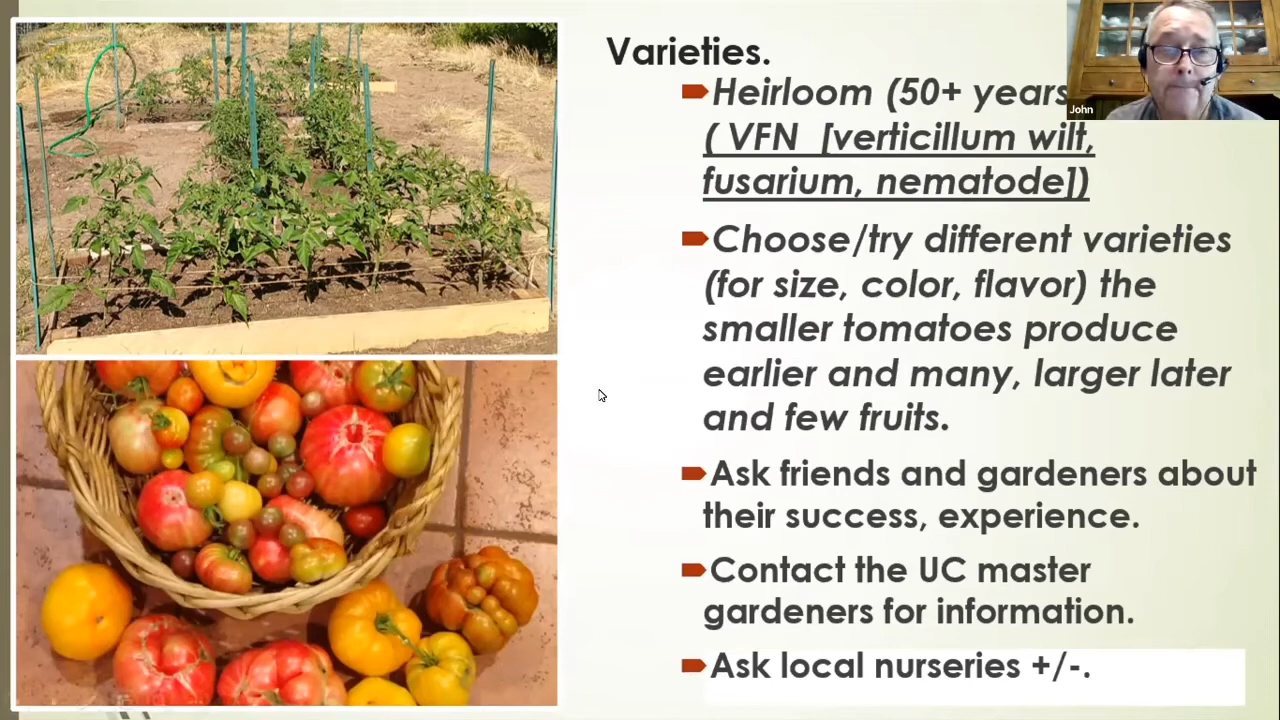 Varieties.
Heirloom (50+ years
( VFN [verticillum wilt,
fusarium, nematode])
Choose/try different varieties
(for size, color, flavor) the
smaller tomatoes produce
earlier and many, larger later
and few fruits.
Ask friends and gardeners about
their success, experience.
Contact the UC master
gardeners for information.
Ask local nurseries +/-.
John